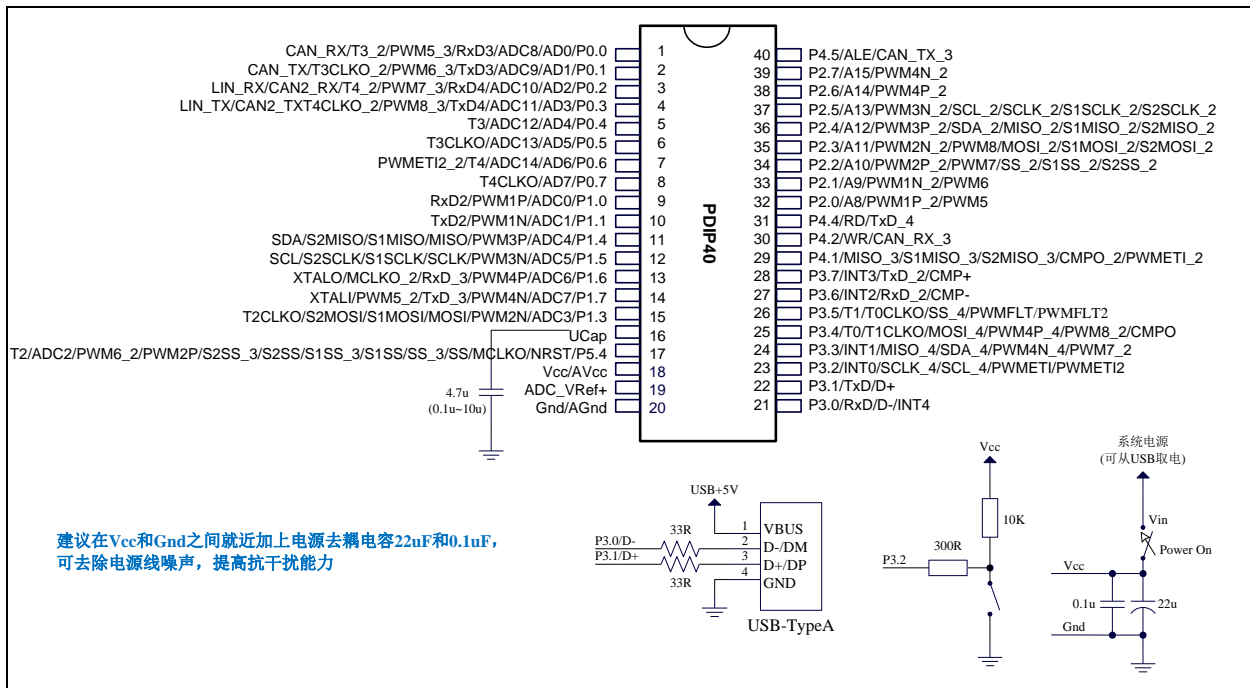 CAN_RX/T3_2/PWM5_3/RxD3/ADC8/AD0/P0.0 1
CAN_TX/T3CLKO_2/PWM6_3/TxD3/ADC9/AD1/P0.1 2
LIN_RX/CAN2_RX/T4_2/PWM7_3/RxD4/ADC10/AD2/P0.2 3
LIN_TX/CAN2_TXT4CLKO_2/PWM8_3/TxD4/ADC11/AD3/P0.3 4
T3/ADC12/AD4/P0.4 5
T3CLKO/ADC13/AD5/P0.5 6
PWMETI2_2/T4/ADC14/AD6/P0.6 7
T4CLKO/AD7/P0.7 8
RxD2/PWM1P/ADC0/P1.0 9
TxD2/PWM1N/ADC1/P1.1 10
SDA/S2MISO/S1MISO/MISO/PWM3P/ADC4/P1.4 11
SCL/S2SCLK/S1SCLK/SCLK/PWM3N/ADC5/P1.5 12
XTALO/MCLKO_2/RxD_3/PWM4P/ADC6/P1.6 13
XTALI/PWM5_2/TxD_3/PWM4N/ADC7/P1.7 14
T2CLKO/S2MOSI/S1MOSI/MOSI/PWM2N/ADC3/P1.3 15
UCap 16
T2/ADC2/PWM6_2/PWM2P/S2SS_3/S2SS/S1SS_3/S1SS/SS_3/SS/MCLKO/NRST/P5.4 17
Vcc/AVcc 18
ADC_VRef+ 19
Gnd/AGnd 20
4.7u
(0.1u~10u)
PDIP40
40 P4.5/ALE/CAN_TX_3
39 P2.7/A15/PWM4N_2
38 P2.6/A14/PWM4P_2
37 P2.5/A13/PWM3N_2/SCL_2/SCLK_2/S1SCLK_2/S2SCLK_2
36 P2.4/A12/PWM3P_2/SDA_2/MISO_2/S1MISO_2/S2MISO_2
35 P2.3/A11/PWM2N_2/PWM8/MOSI_2/S1MOSI_2/S2MOSI_2
34 P2.2/A10/PWM2P_2/PWM7/SS_2/S1SS_2/S2SS_2
33 P2.1/A9/PWM1N_2/PWM6
32 P2.0/A8/PWM1P_2/PWM5
31 P4.4/RD/TxD_4
30 P4.2/WR/CAN_RX_3
29 P4.1/MISO_3/S1MISO_3/S2MISO_3/CMPO_2/PWMETI_2
28 P3.7/INT3/TxD_2/CMP+
27 P3.6/INT2/RxD_2/CMP-
26 P3.5/T1/T0CLKO/SS_4/PWMFLT/PWMFLT2
25 P3.4/T0/T1CLKO/MOSI_4/PWM4P_4/PWM8_2/CMPO
24 P3.3/INT1/MISO_4/SDA_4/PWM4N_4/PWM7_2
23 P3.2/INT0/SCLK_4/SCL_4/PWMETI/PWMETI2
22 P3.1/TxD/D+
21 P3.0/RxD/D-/INT4
建议在Vcc和Gnd之间就近加上电源去耦电容22uF和0.1uF，
可去除电源线噪声，提高抗干扰能力
USB+5V
P3.0/D-
P3.1/D+
33R
33R
1 VBUS
2 D-/DM
3 D+/DP
4 GND
USB-TypeA
Vcc
10K
300R
P3.2
系统电源
(可从USB取电)
Vin
Power On
Vcc
0.1u
22u
Gnd